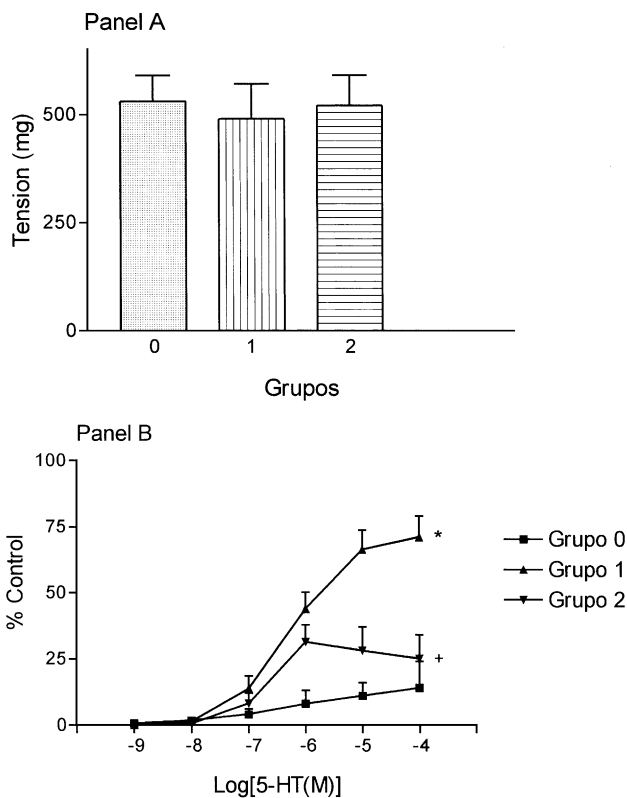 Panel A
Tension (mg)
500
250
0
0 1 2
Grupos
Panel B
% Control
100
75
50
25
0
*
+
-9 -8 -7 -6 -5 -4
Log[5-HT(M)]
Grupo 0
Grupo 1
Grupo 2